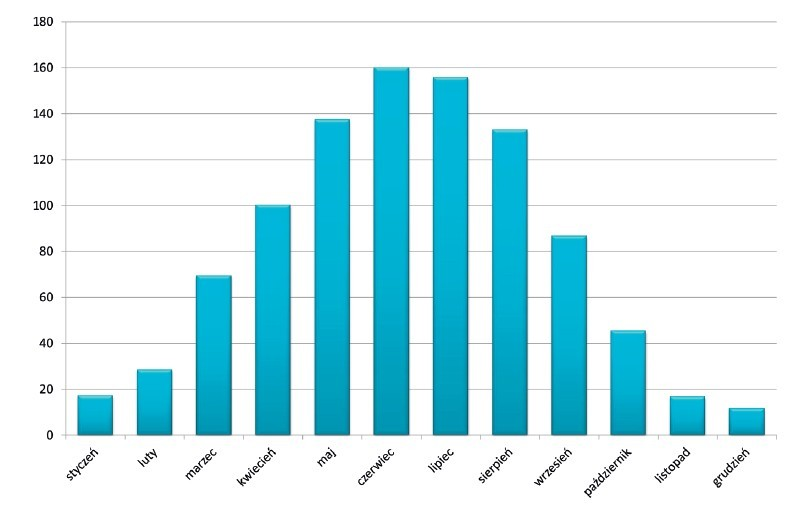 180
160
140
120
100
80
60
40
20
0
styczeń
luty
marzec
kwiecień
maj
czerwiec
lipiec
sierpień
wrzesień
październik
listopad
grudzień